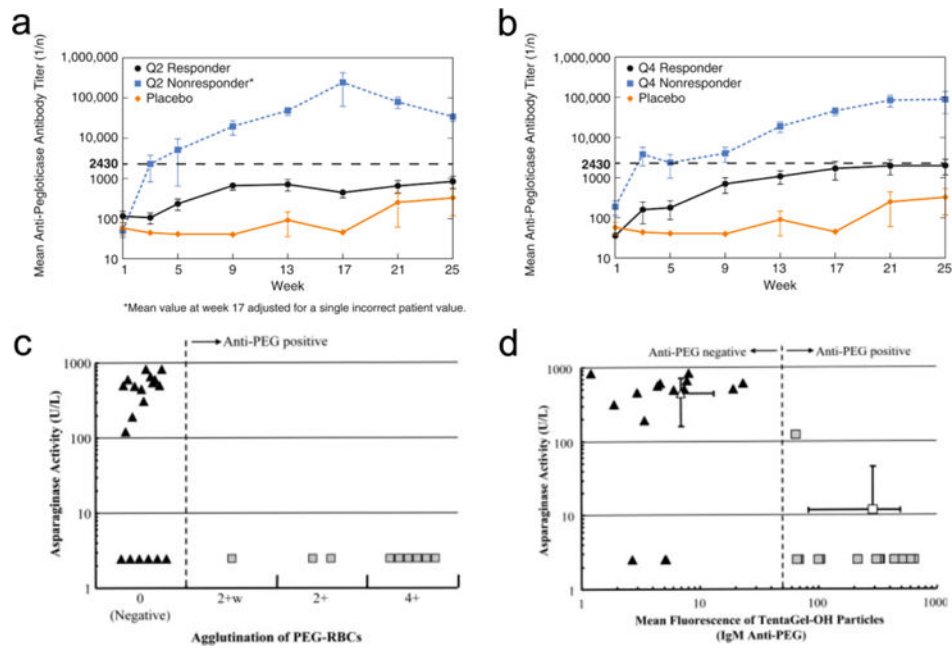 a
Mean Anti-Pegloticase Antibody Titer (1/n)
1,000,000
100,000
10,000
2430
1000
100
10
Q2 Responder
Q2 Nonresponder*
Placebo
1 5 9 13 17 21 25
Week
*Mean value at week 17 adjusted for a single incorrect patient value.
b
Mean Anti-Pegloticase Antibody Titer (1/n)
1,000,000
100,000
10,000
2430
1000
100
10
Q4 Responder
Q4 Nonresponder
Placebo
1 5 9 13 17 21 25
Week
c
Anti-PEG positive
Asparaginase Activity (U/L)
1000
100
10
1
0 2+w 2+ 4+
(Negative)
Agglutination of PEG-RBCs
d
Anti-PEG negative Anti-PEG positive
Asparaginase Activity (U/L)
1000
100
10
1
1 10 100 1000
Mean Fluorescence of TentaGel-OH Particles
(IgM Anti-PEG)